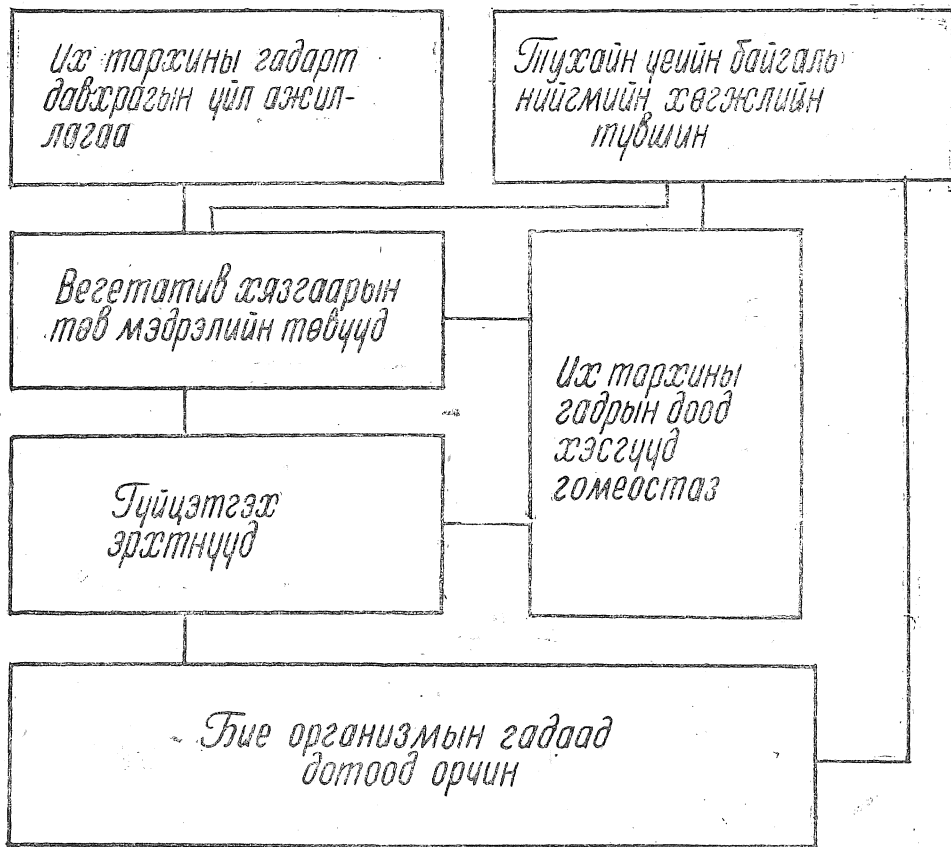 Их тархины гадарт
давхрагын үйл ажил-
лагаа
Тухайн үеийн байгаль
нийгмийн хөгжлийн
түвшин
Вегетатив хязгаарын
төв мэдрэлийн төвүүд
Их тархины
гадрын доод
хэсгүүд
гомеостаз
Гүйцэтгэх
эрхтнүүд
Бие организмын гадаад
дотоод орчин